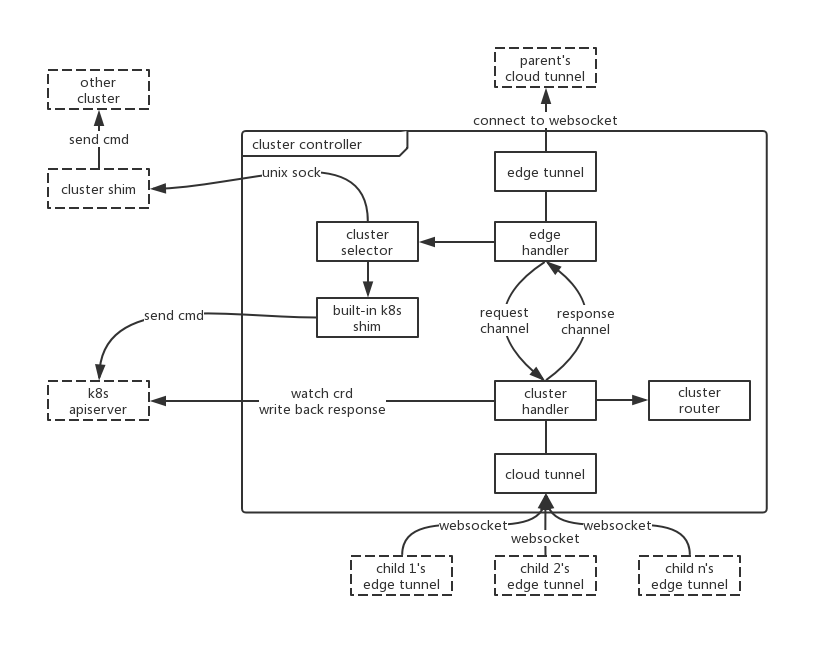 parent's
cloud tunnel
other
cluster
connect to websocket
send cmd
cluster controller
unix sock
edge tunnel
cluster shim
cluster
selector
edge
handler
built-in k8s
shim
send cmd
request
channel
response
channel
k8s
apiserver
watch crd
write back response
cluster
handler
cluster
router
cloud tunnel
websocket
websocket
websocket
child 1's
edge tunnel
child 2's
edge tunnel
child n's
edge tunnel